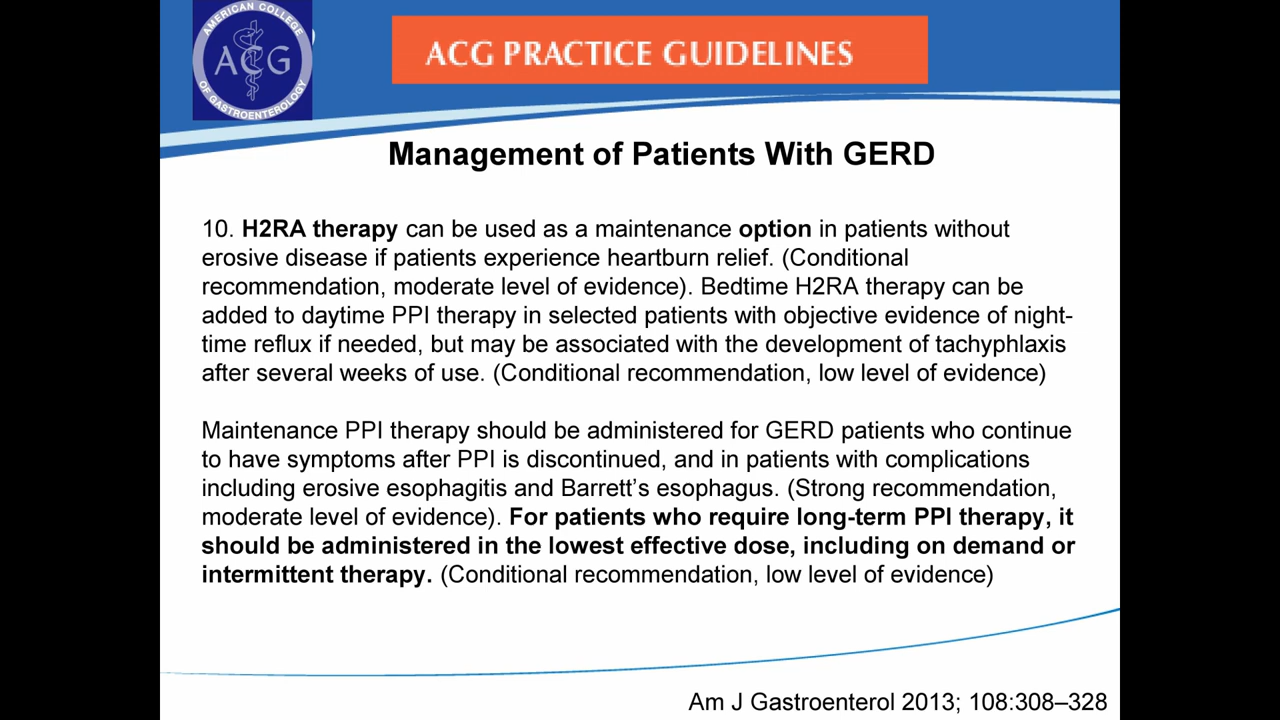 AMERICAN COLLEGE
ACG
OF GASTROENTEROLOGY
ACG PRACTICE GUIDELINES
Management of Patients With GERD
10. H2RA therapy can be used as a maintenance option in patients without
erosive disease if patients experience heartburn relief. (Conditional
recommendation, moderate level of evidence). Bedtime H2RA therapy can be
added to daytime PPI therapy in selected patients with objective evidence of night-
time reflux if needed, but may be associated with the development of tachyphlaxis
after several weeks of use. (Conditional recommendation, low level of evidence)
Maintenance PPI therapy should be administered for GERD patients who continue
to have symptoms after PPI is discontinued, and in patients with complications
including erosive esophagitis and Barrett’s esophagus. (Strong recommendation,
moderate level of evidence). For patients who require long-term PPI therapy, it
should be administered in the lowest effective dose, including on demand or
intermittent therapy. (Conditional recommendation, low level of evidence)
Am J Gastroenterol 2013; 108:308–328